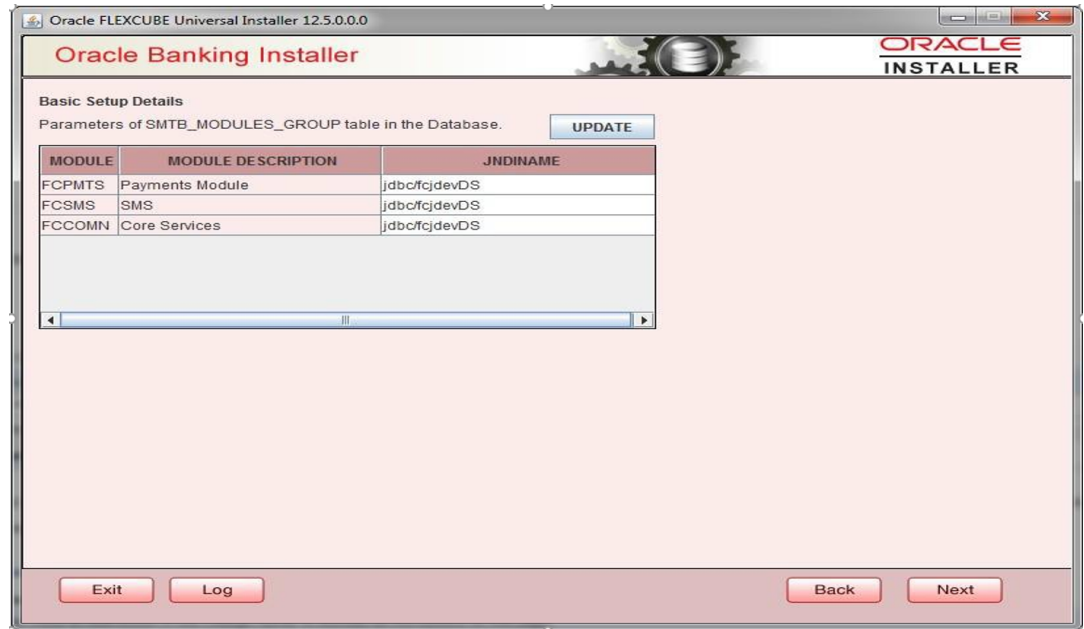 Oracle FLEXCUBE Universal Installer 12.5.0.0.0
Oracle Banking Installer
ORACLE
INSTALLER
Basic Setup Details
Parameters of SMTB_MODULES_GROUP table in the Database.
UPDATE
MODULE MODULE DESCRIPTION JNDINAME
FCPMTS Payments Module jdbc/fcjdevDS
FCSMS SMS jdbc/fcjdevDS
FCCOMN Core Services jdbc/fcjdevDS
Exit Log Back Next